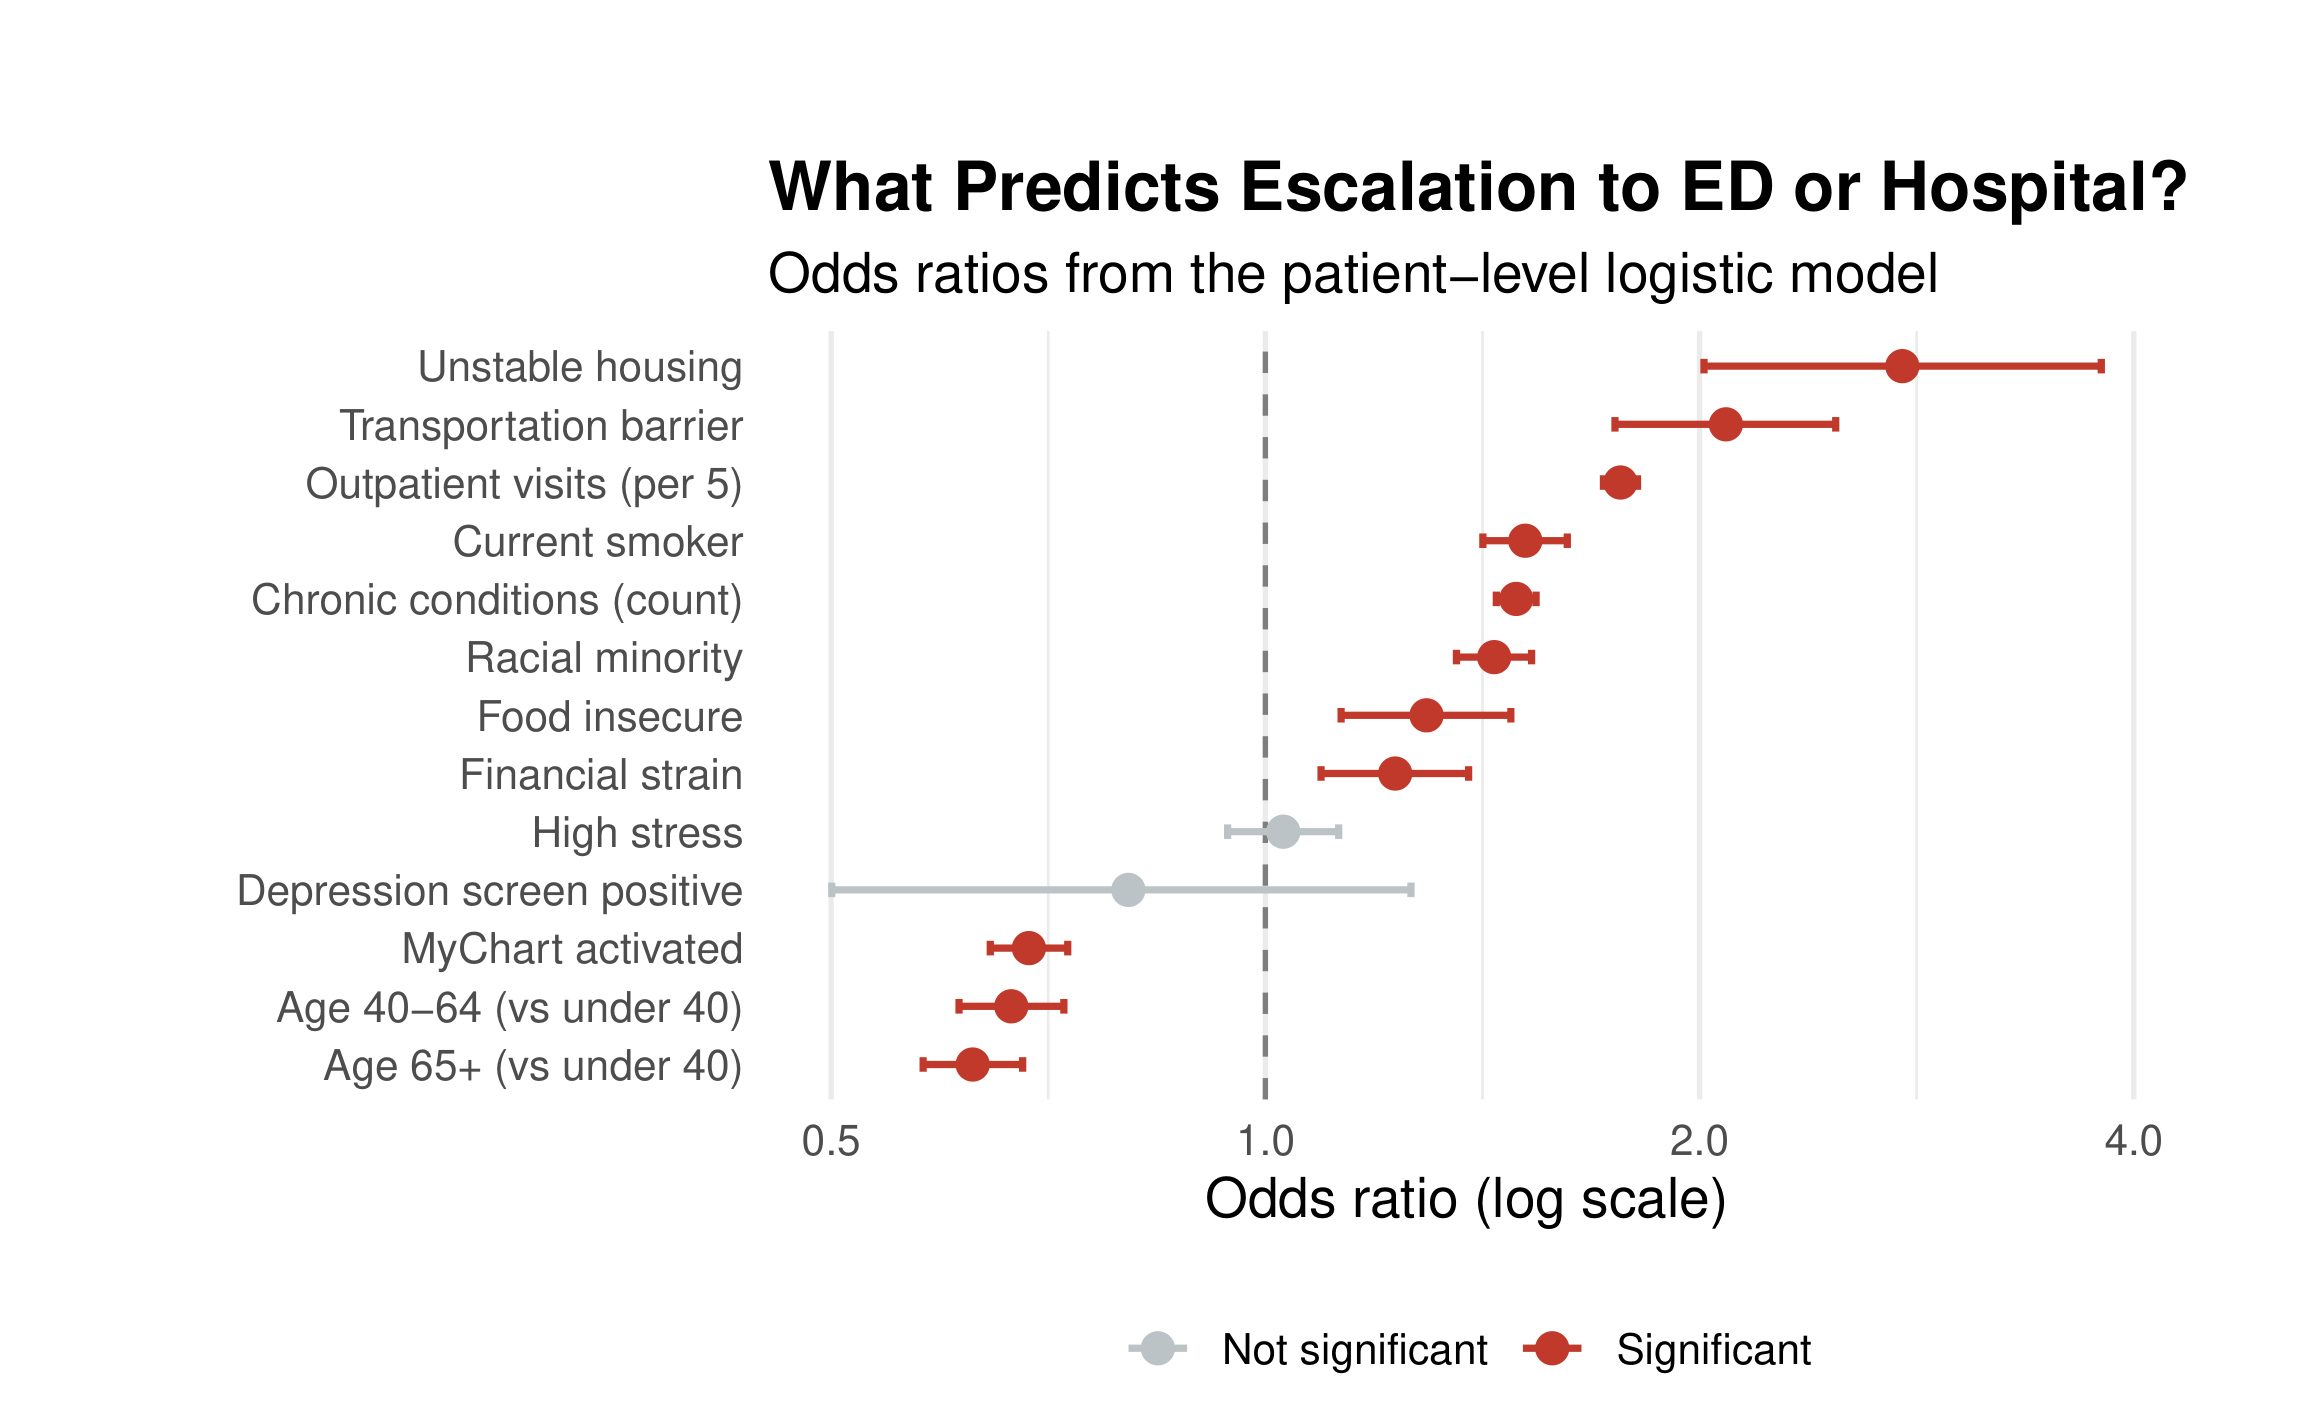 What Predicts Escalation to ED or Hospital?
Odds ratios from the patient−level logistic model
Unstable housing
Transportation barrier
Outpatient visits (per 5)
Current smoker
Chronic conditions (count)
Racial minority
Food insecure
Financial strain
High stress
Depression screen positive
MyChart activated
Age 40−64 (vs under 40)
Age 65+ (vs under 40)
0.5 1.0 2.0 4.0
Odds ratio (log scale)
Not significant Significant